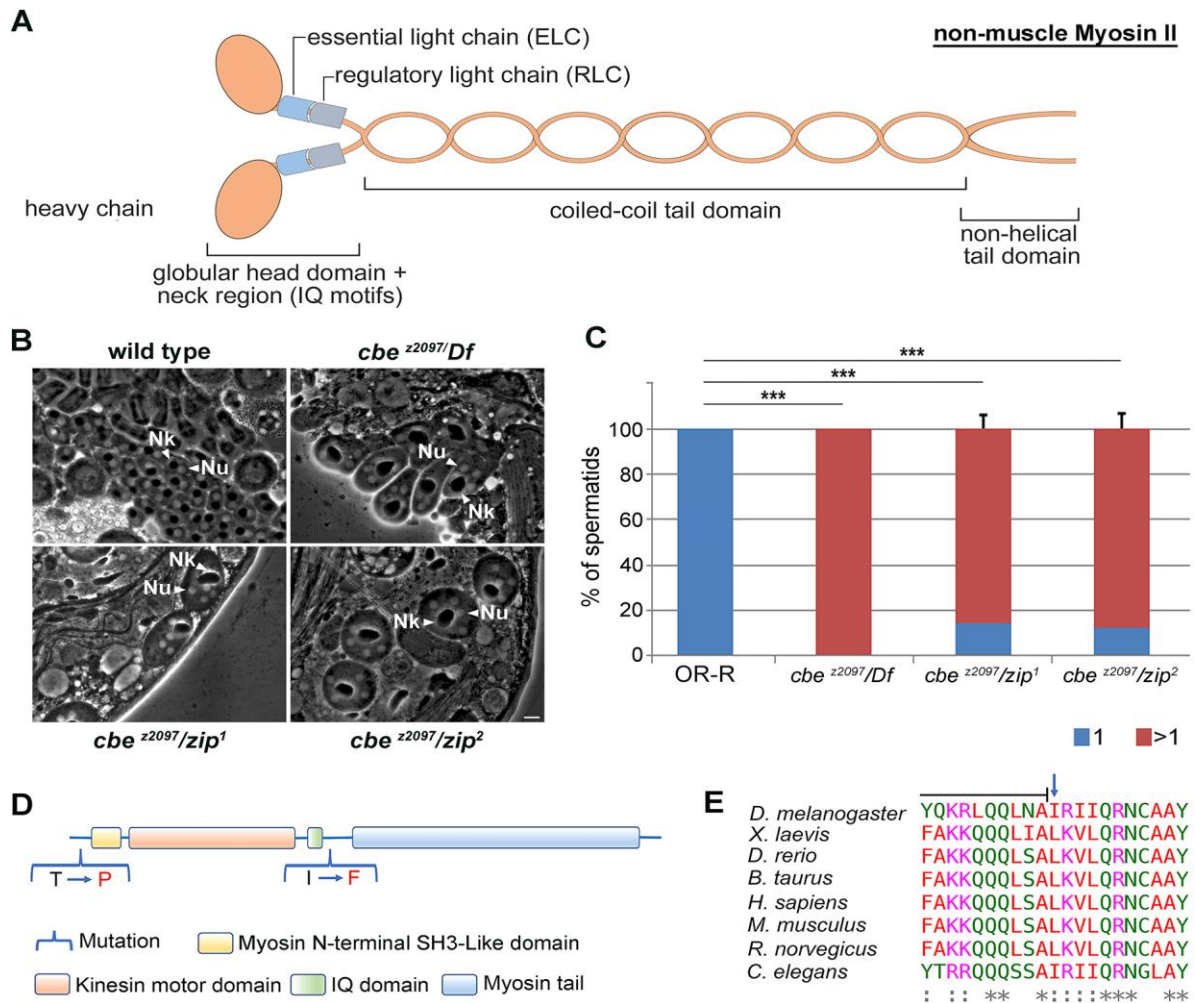 A
non-muscle Myosin II
essential light chain (ELC)
regulatory light chain (RLC)
heavy chain
coiled-coil tail domain
non-helical
tail domain
globular head domain +
neck region (IQ motifs)
B
wild type
cbe z2097/Df
Nk
Nu
Nu
Nk
Nk
Nu
Nk
Nu
cbe z2097/zip1
cbe z2097/zip2
C
***
***
***
% of spermatids
100
80
60
40
20
0
OR-R
cbe z2097/Df
cbe z2097/zip1
cbe z2097/zip2
1
>1
D
T → P
I → F
Mutation
Myosin N-terminal SH3-Like domain
Kinesin motor domain
IQ domain
Myosin tail
E
D. melanogaster YQKRLQQLNAIRIIQRNCAAY
X. laevis FAKKQQQLIALKVLQRNCAAY
D. rerio FAKKQQQLSALKVLQRNCAAY
B. taurus FAKKQQQLSALKVLQRNCAAY
H. sapiens FAKKQQQLSALKVLQRNCAAY
M. musculus FAKKQQQLSALKVLQRNCAAY
R. norvegicus FAKKQQQLSALKVLQRNCAAY
C. elegans YTRRQQQSSAIRIIQRNGLAY
: :: ** *::::*** **